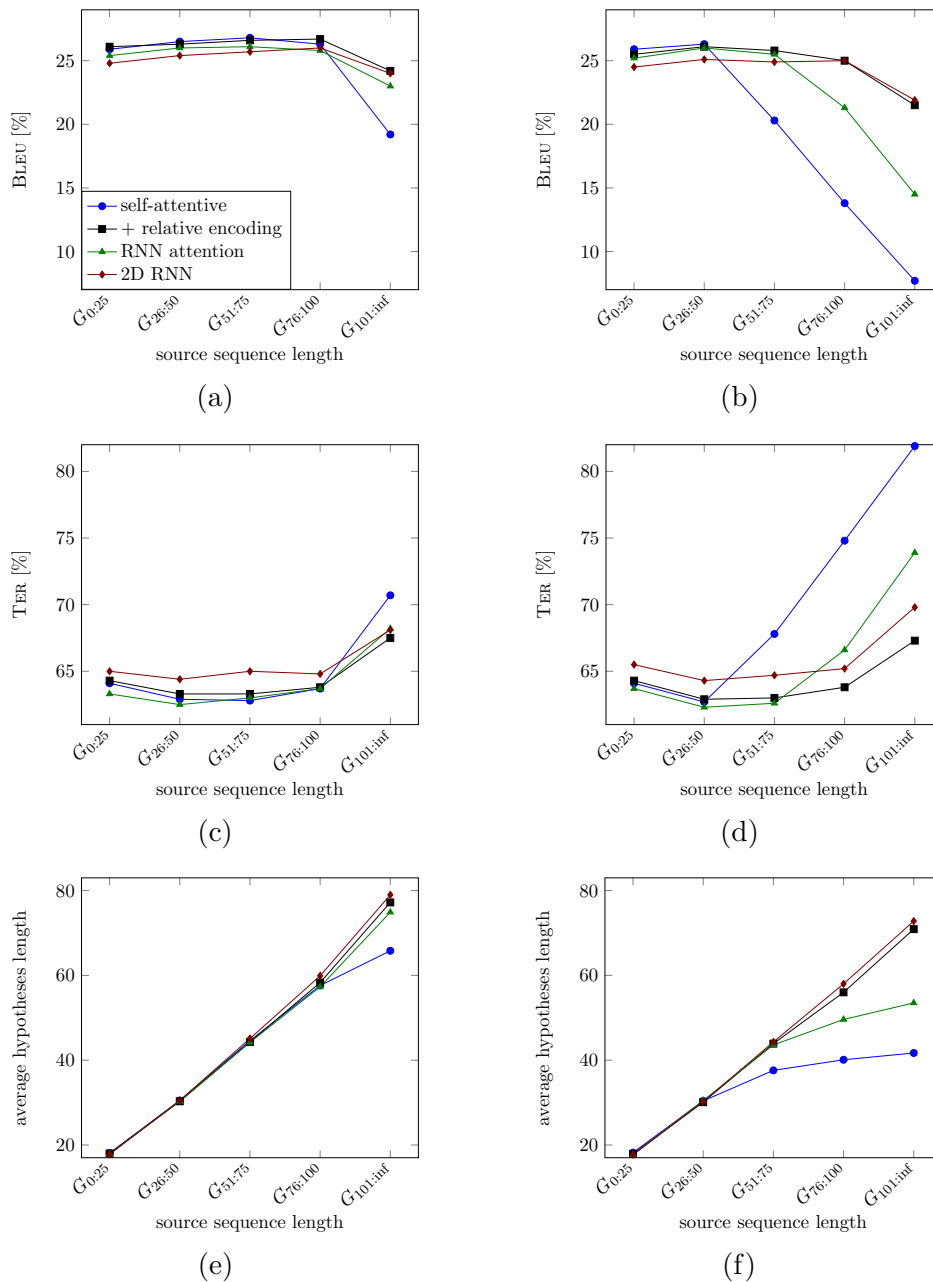 25
20
15
10
BLEU [%]
self-attentive
+ relative encoding
RNN attention
2D RNN
G0:25
G26:50
G51:75
G76:100
G101:inf
source sequence length
(a)
25
20
15
10
BLEU [%]
G0:25
G26:50
G51:75
G76:100
G101:inf
source sequence length
(b)
80
75
70
65
TER [%]
G0:25
G26:50
G51:75
G76:100
G101:inf
source sequence length
(c)
80
75
70
65
TER [%]
G0:25
G26:50
G51:75
G76:100
G101:inf
source sequence length
(d)
80
60
40
20
average hypotheses length
G0:25
G26:50
G51:75
G76:100
G101:inf
source sequence length
(e)
80
60
40
20
average hypotheses length
G0:25
G26:50
G51:75
G76:100
G101:inf
source sequence length
(f)